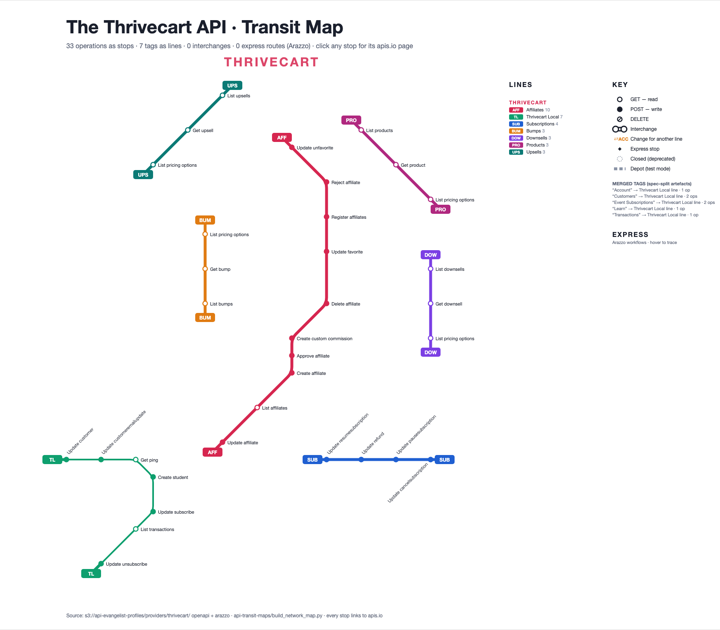 The Thrivecart API · Transit Map
33 operations as stops · 7 tags as lines · 0 interchanges · 0 express routes (Arazzo) · click any stop for its apis.io page
THRIVECART
UPS
List upsells
Get upsell
List pricing options
UPS
PRO
List products
Get product
List pricing options
PRO
AFF
Update unfavorite
Reject affiliate
Register affiliates
Update favorite
Delete affiliate
Create custom commission
Approve affiliate
Create affiliate
List affiliates
Update affiliate
AFF
BUM
List pricing options
Get bump
List bumps
BUM
DOW
List downsells
Get downsell
List pricing options
DOW
TL
Update customer
Update customeremailupdate
Get ping
Create student
Update subscribe
List transactions
Update unsubscribe
TL
SUB
Update resumesubscription
Update refund
Update pausesubscription
Update cancelsubscription
SUB
LINES
THRIVECART
AFF Affiliates 10
TL Thrivecart Local 7
SUB Subscriptions 4
BUM Bumps 3
DOW Downsells 3
PRO Products 3
UPS Upsells 3
KEY
GET — read
POST — write
DELETE
Interchange
Change for another line
Express stop
Closed (deprecated)
Depot (test mode)
MERGED TAGS (spec-split artefacts)
"Account" → Thrivecart Local line · 1 op
"Customers" → Thrivecart Local line · 2 ops
"Event Subscriptions" → Thrivecart Local line · 2 ops
"Learn" → Thrivecart Local line · 1 op
"Transactions" → Thrivecart Local line · 1 op
EXPRESS
Arazzo workflows · hover to trace
Source: s3://api-evangelist-profiles/providers/thrivecart/ openapi + arazzo · api-transit-maps/build_network_map.py · every stop links to apis.io